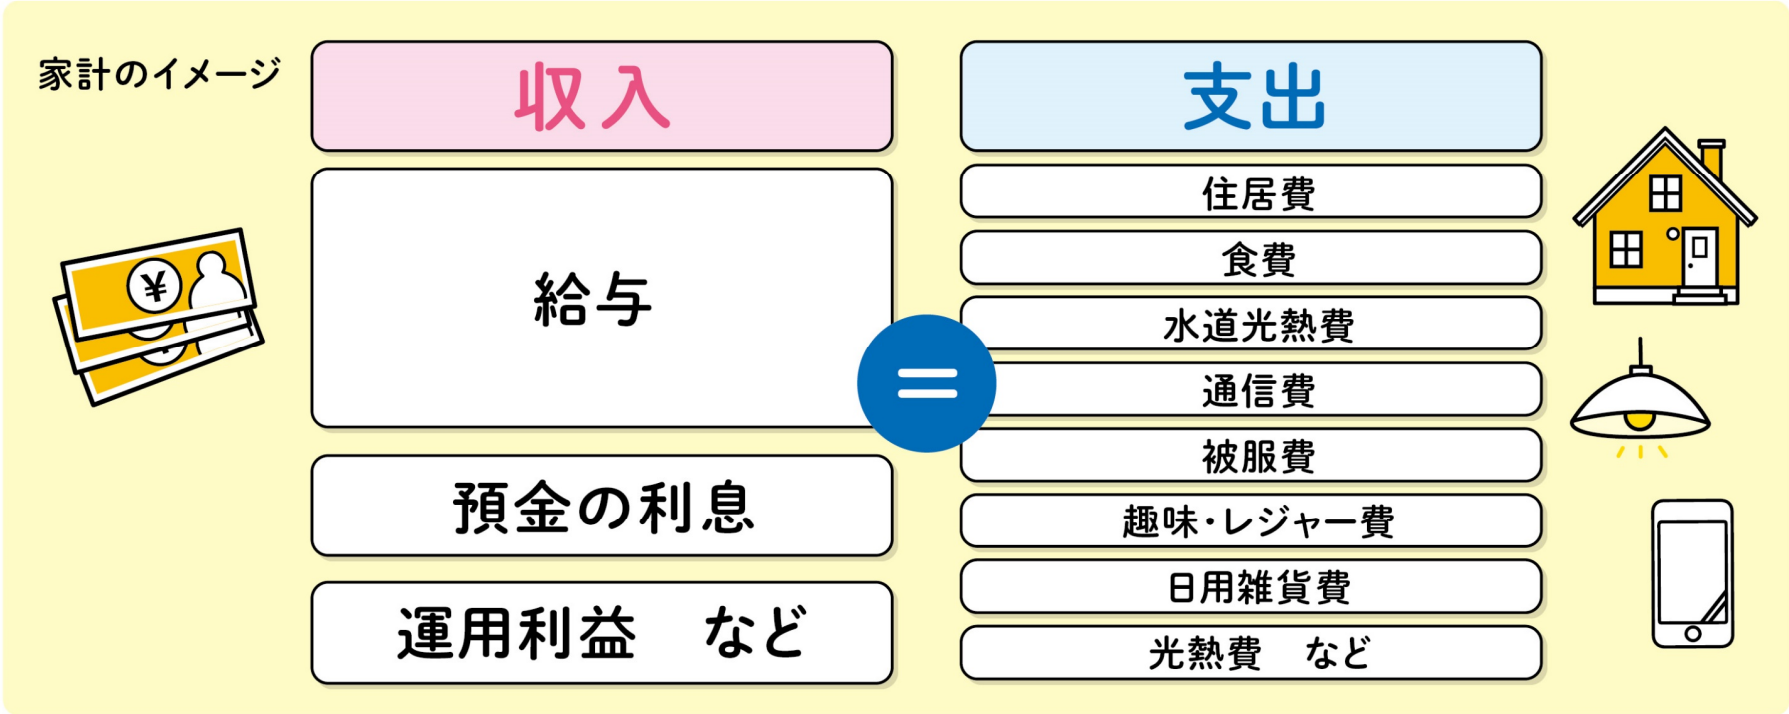 家計のイメージ
収入
給与
預金の利息
運用利益　など
=
支出
住居費
食費
水道光熱費
通信費
被服費
趣味・レジャー費
日用雑貨費
光熱費　など
¥